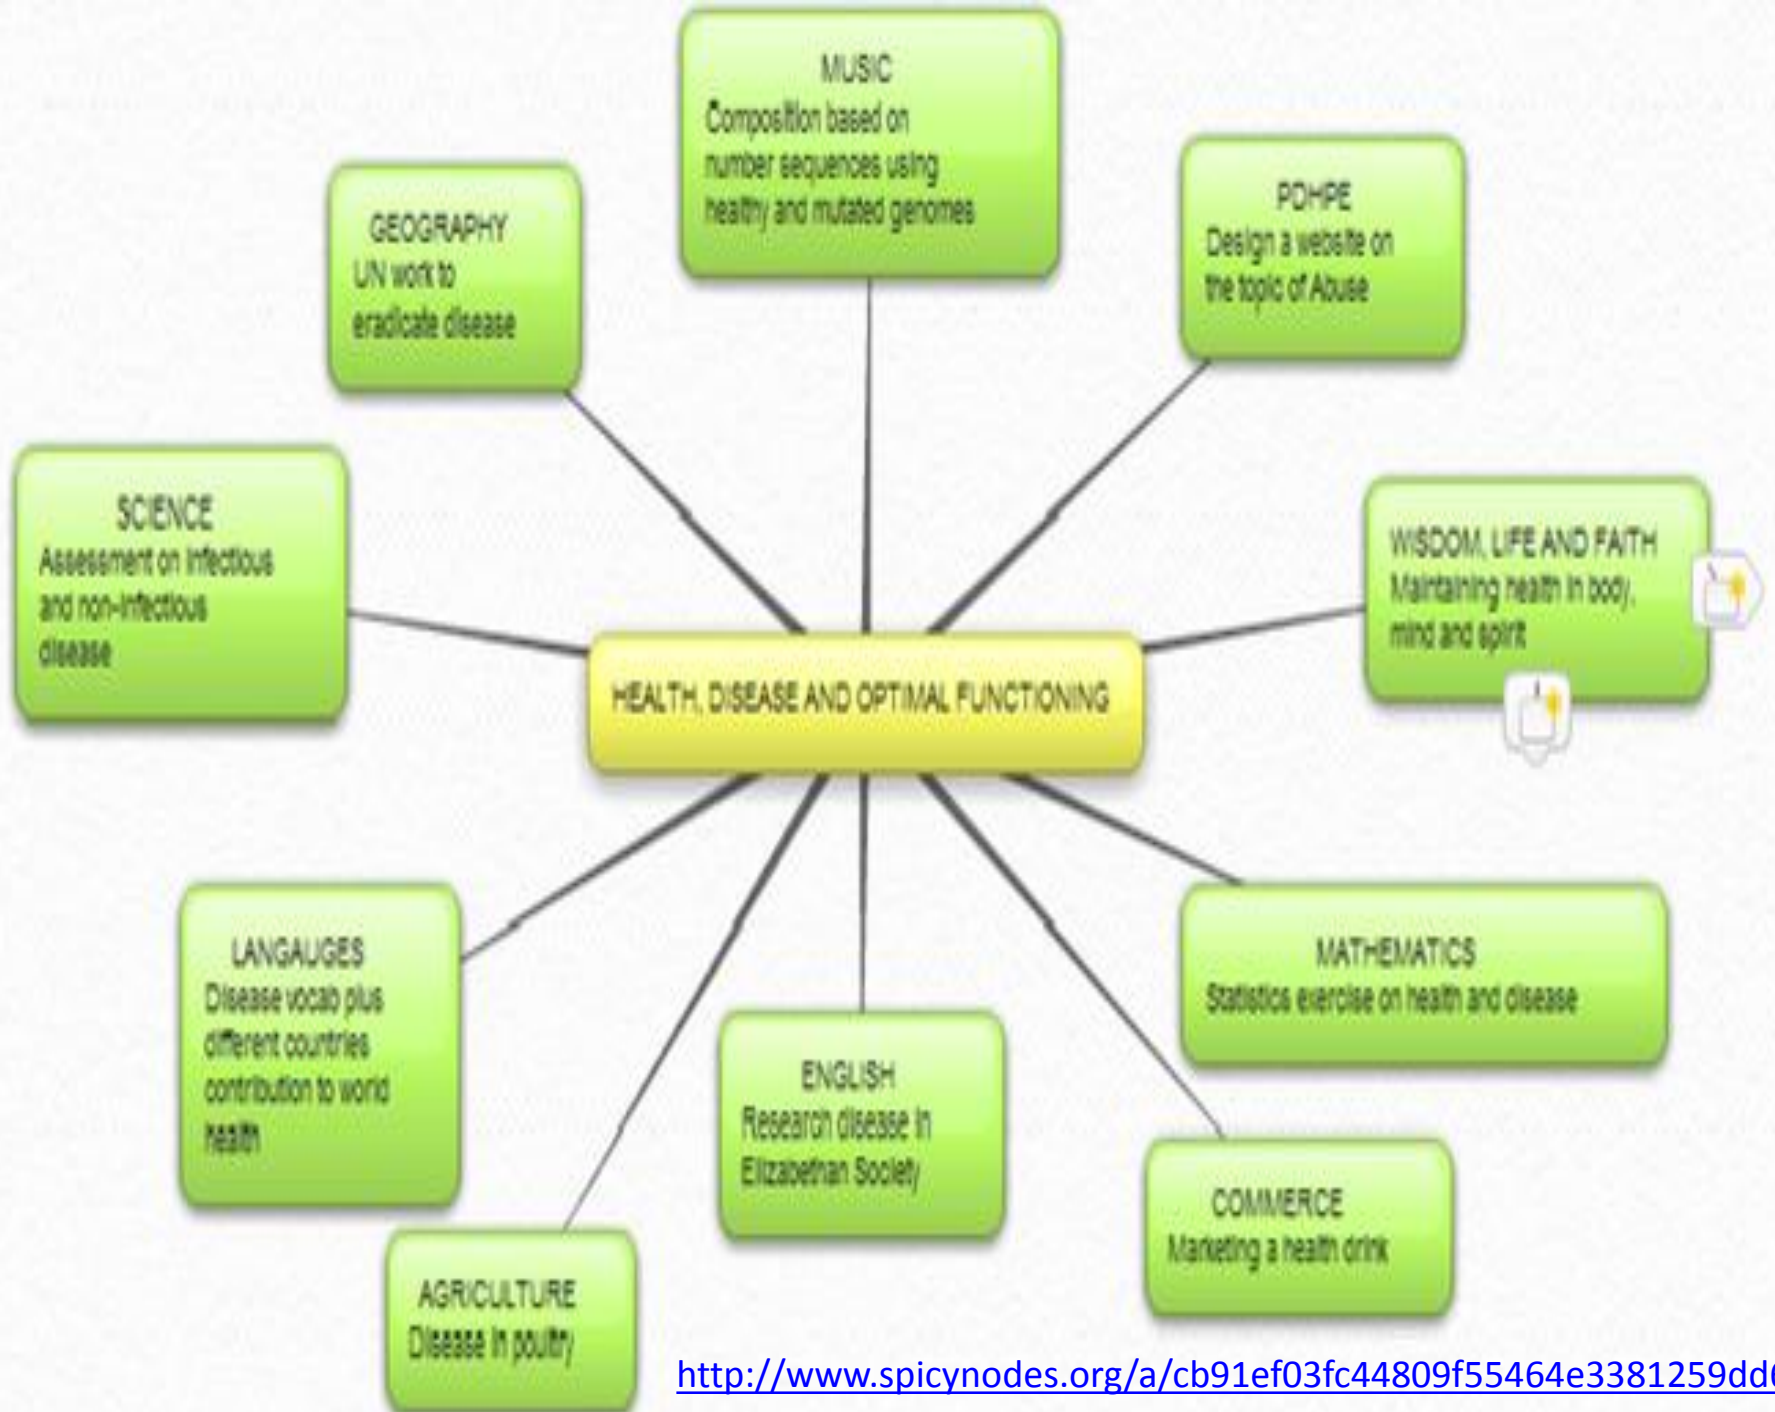 MUSIC
Composition based on
number sequences using
healthy and mutated genomes
GEOGRAPHY
UN work to
eradicate disease
PDHPE
Design a website on
the topic of Abuse
SCIENCE
Assessment on infectious
and non-infectious
disease
WISDOM, LIFE AND FAITH
Maintaining health in body,
mind and spirit
HEALTH, DISEASE AND OPTIMAL FUNCTIONING
LANGAUGES
Disease vocab plus
different countries
contribution to world
health
MATHEMATICS
Statistics exercise on health and disease
ENGLISH
Research disease in
Elizabethan Society
COMMERCE
Marketing a health drink
AGRICULTURE
Disease in poultry
http://www.spicynodes.org/a/cb91ef03fc44809f55464e3381259dd6